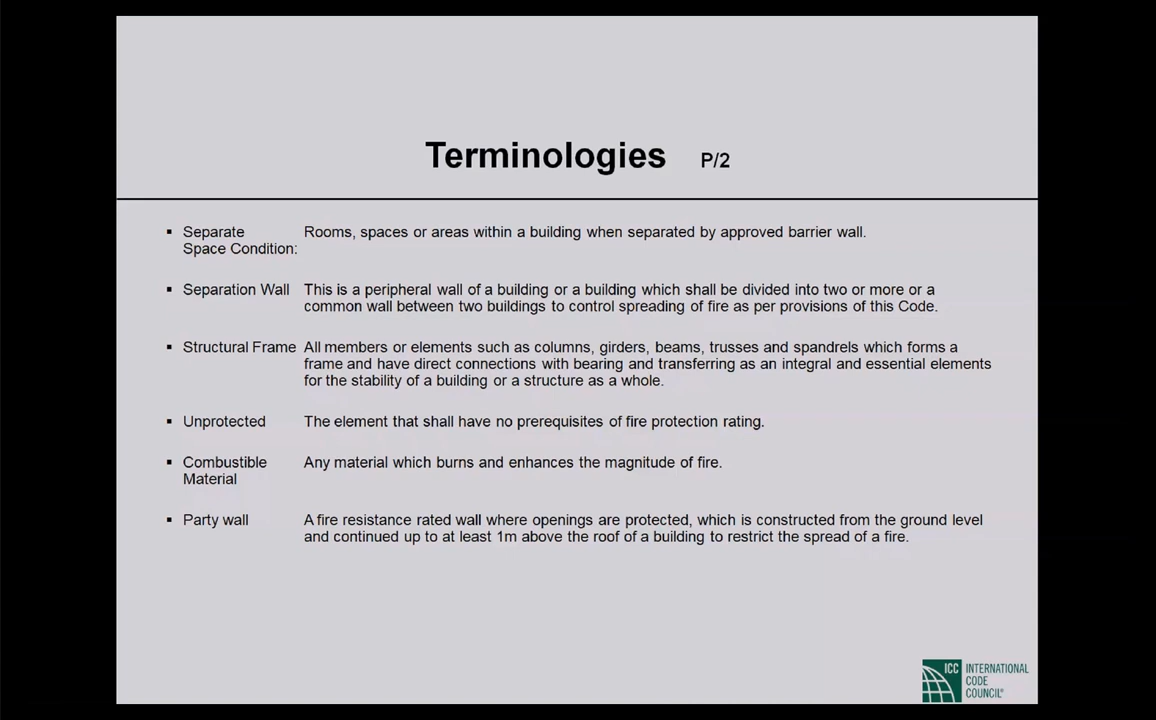 Terminologies P/2
▪ Separate Space Condition: Rooms, spaces or areas within a building when separated by approved barrier wall.
▪ Separation Wall This is a peripheral wall of a building or a building which shall be divided into two or more or a
common wall between two buildings to control spreading of fire as per provisions of this Code.
▪ Structural Frame All members or elements such as columns, girders, beams, trusses and spandrels which forms a
frame and have direct connections with bearing and transferring as an integral and essential elements
for the stability of a building or a structure as a whole.
▪ Unprotected The element that shall have no prerequisites of fire protection rating.
▪ Combustible Material Any material which burns and enhances the magnitude of fire.
▪ Party wall A fire resistance rated wall where openings are protected, which is constructed from the ground level
and continued up to at least 1m above the roof of a building to restrict the spread of a fire.
ICC INTERNATIONAL
CODE
COUNCIL®